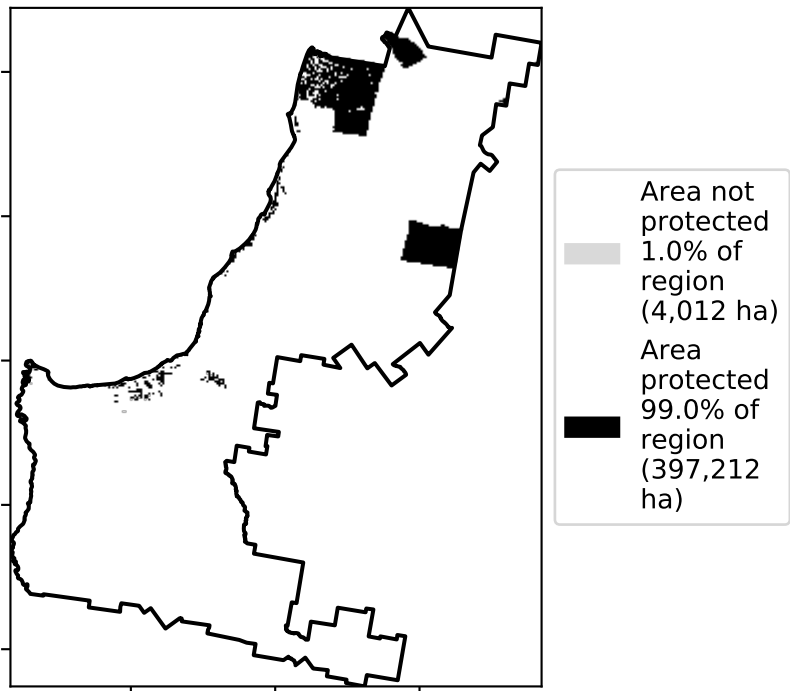 Area not
protected
1.0% of
region
(4,012 ha)
Area
protected
99.0% of
region
(397,212
ha)